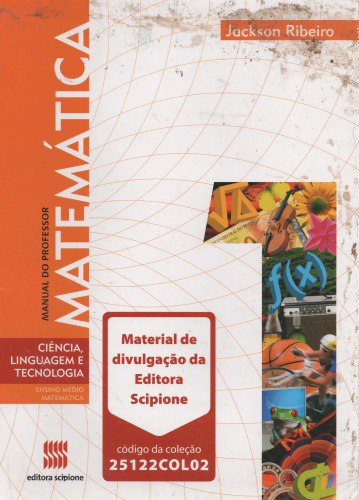 Jackson Ribeiro
MATEMÁTICA
MANUAL DO PROFESSOR
CIÊNCIA,
LINGUAGEM E
TECNOLOGIA
ENSINO MÉDIO
MATEMÁTICA
f(x)
Material de
divulgação da
Editora
Scipione
código da coleção
25122COL02
editora scipione